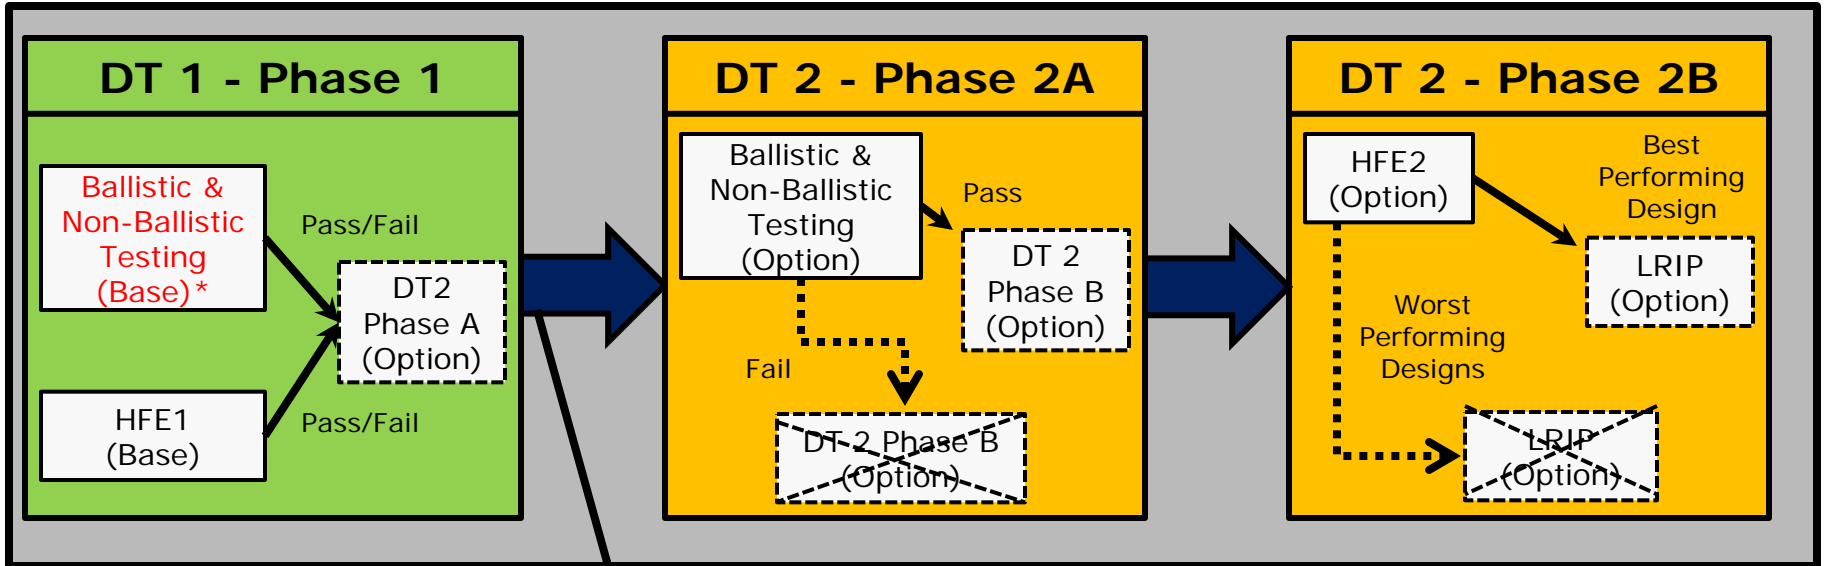 DT 1 - Phase 1
Ballistic &
Non-Ballistic
Testing
(Base)*
Pass/Fail
DT2
Phase A
(Option)
HFE1
(Base)
Pass/Fail
DT 2 - Phase 2A
Ballistic &
Non-Ballistic
Testing
(Option)
Pass
DT 2
Phase B
(Option)
Fail
DT 2 Phase B
(Option)
DT 2 - Phase 2B
HFE2
(Option)
Best
Performing
Design
LRIP
(Option)
Worst
Performing
Designs
LRIP
(Option)